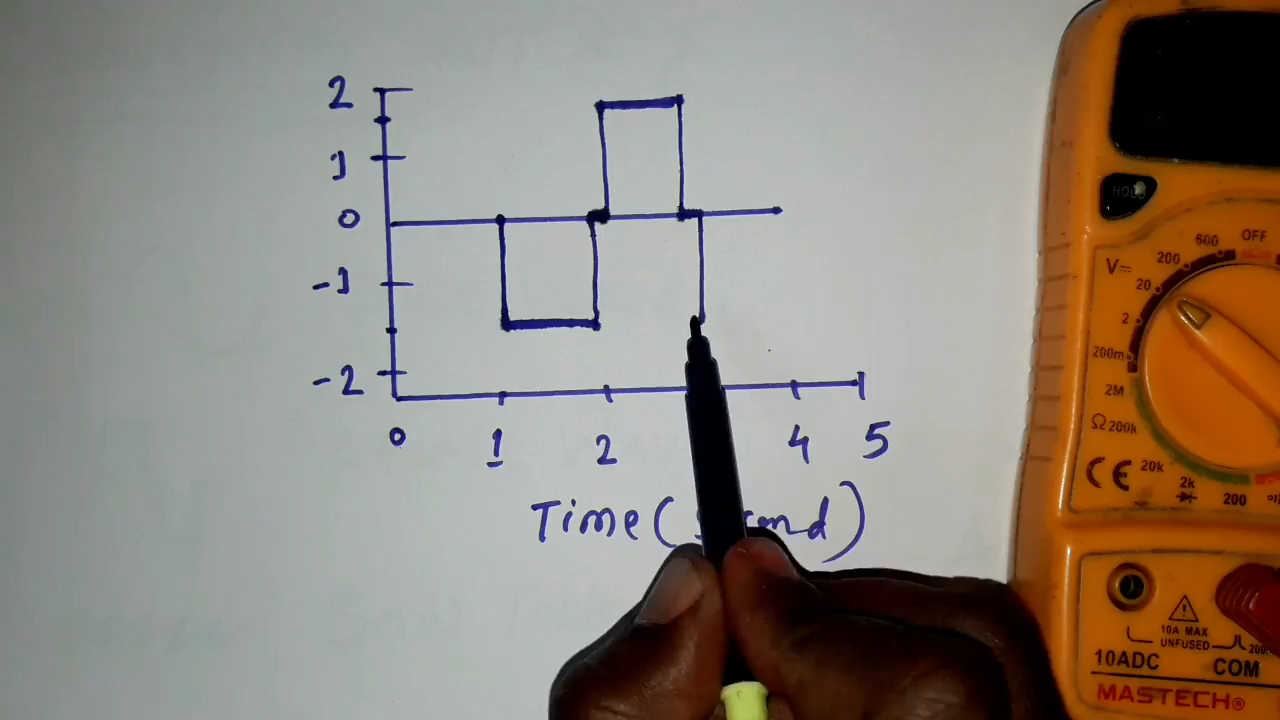 2
1
0
-1
-2
0 1 2 4 5
Time (
HOLD
OFF
600
V 200
20
2
200m
2M
Ω 200k
20k
2k
200
CE
10A MAX
UNFUSED
10ADC COM
MASTECH®